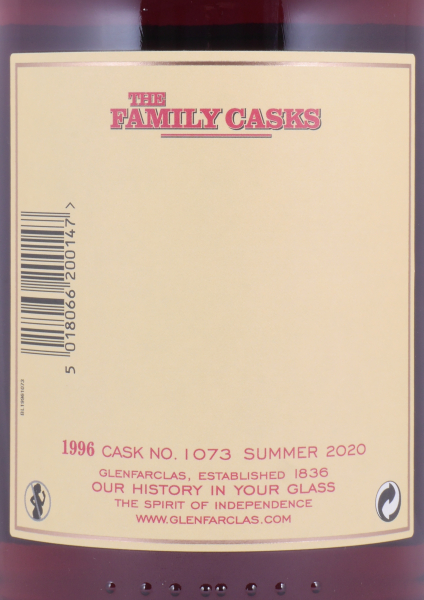 THE
FAMILY CASKS
5 018066 200147 >
1996 CASK NO. 1073 SUMMER 2020
GLENFARCLAS, ESTABLISHED 1836
OUR HISTORY IN YOUR GLASS
THE SPIRIT OF INDEPENDENCE
WWW.GLENFARCLAS.COM